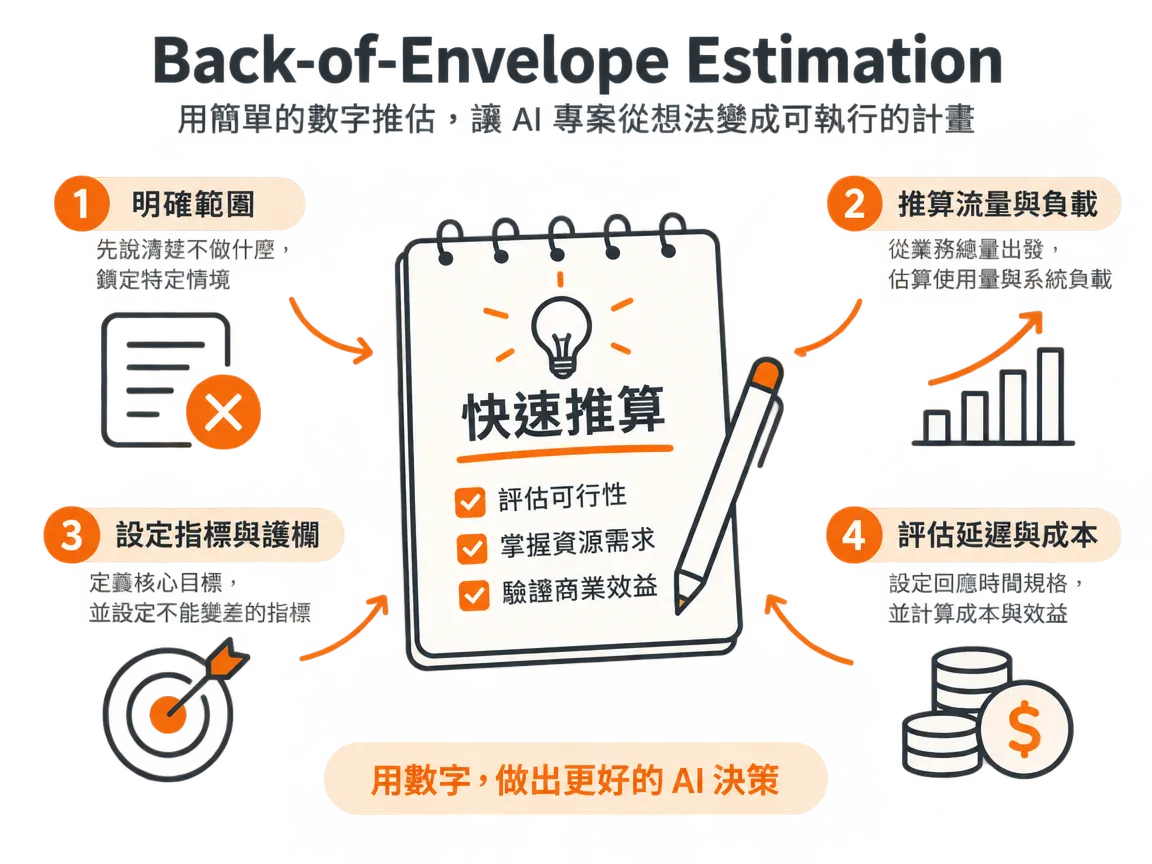 Back-of-Envelope Estimation
用簡單的數字推估，讓 AI 專案從想法變成可執行的計畫
1 明確範圍
先說清楚不做什麼，
鎖定特定情境
2 推算流量與負載
從業務總量出發，
估算使用量與系統負載
快速推算
評估可行性
掌握資源需求
驗證商業效益
3 設定指標與護欄
定義核心目標，
並設定不能變差的指標
4 評估延遲與成本
設定回應時間規格，
並計算成本與效益
$
用數字，做出更好的 AI 決策